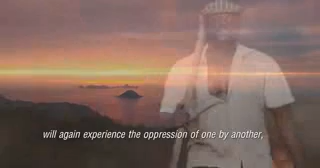 will again experience the oppression of one by another,